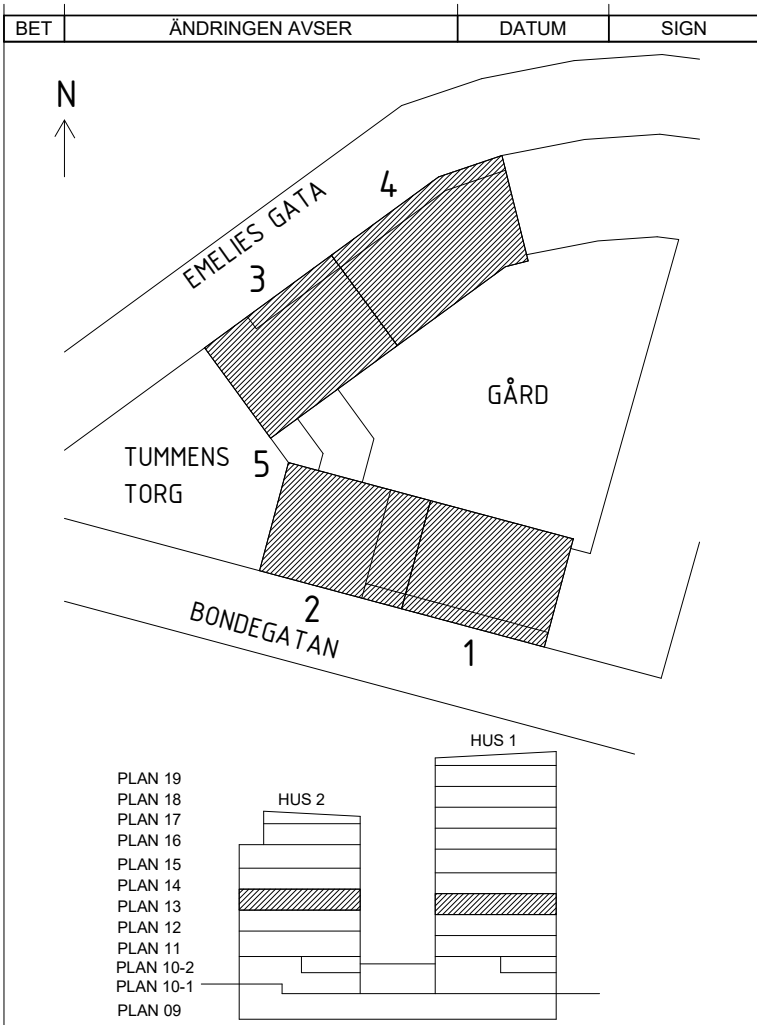 BET ÄNDRINGEN AVSER DATUM SIGN
N
4
EMELIES GATA
3
GÅRD
TUMMENS
TORG
5
2
BONDEGATAN
1
HUS 1
PLAN 19
PLAN 18
HUS 2
PLAN 17
PLAN 16
PLAN 15
PLAN 14
PLAN 13
PLAN 12
PLAN 11
PLAN 10-2
PLAN 10-1
PLAN 09